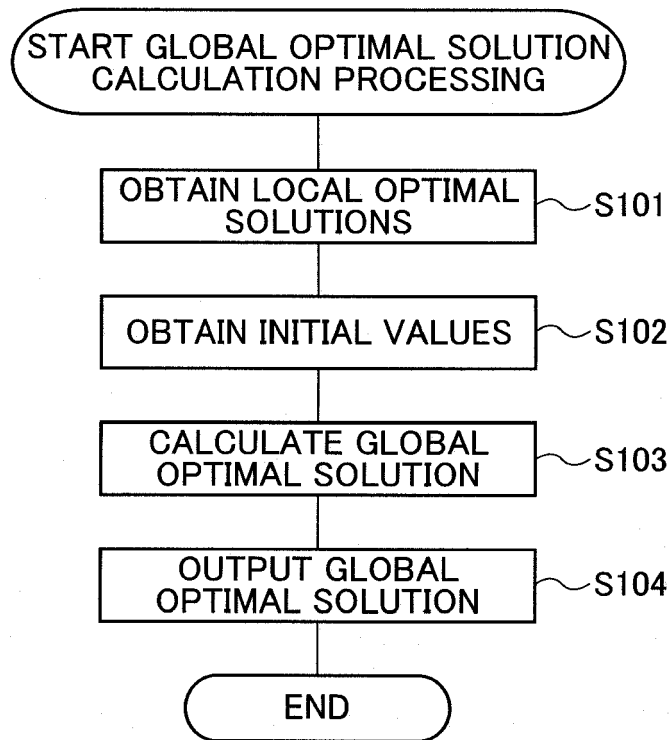 START GLOBAL OPTIMAL SOLUTION
CALCULATION PROCESSING
OBTAIN LOCAL OPTIMAL
SOLUTIONS
S101
OBTAIN INITIAL VALUES
S102
CALCULATE GLOBAL
OPTIMAL SOLUTION
S103
OUTPUT GLOBAL
OPTIMAL SOLUTION
S104
END